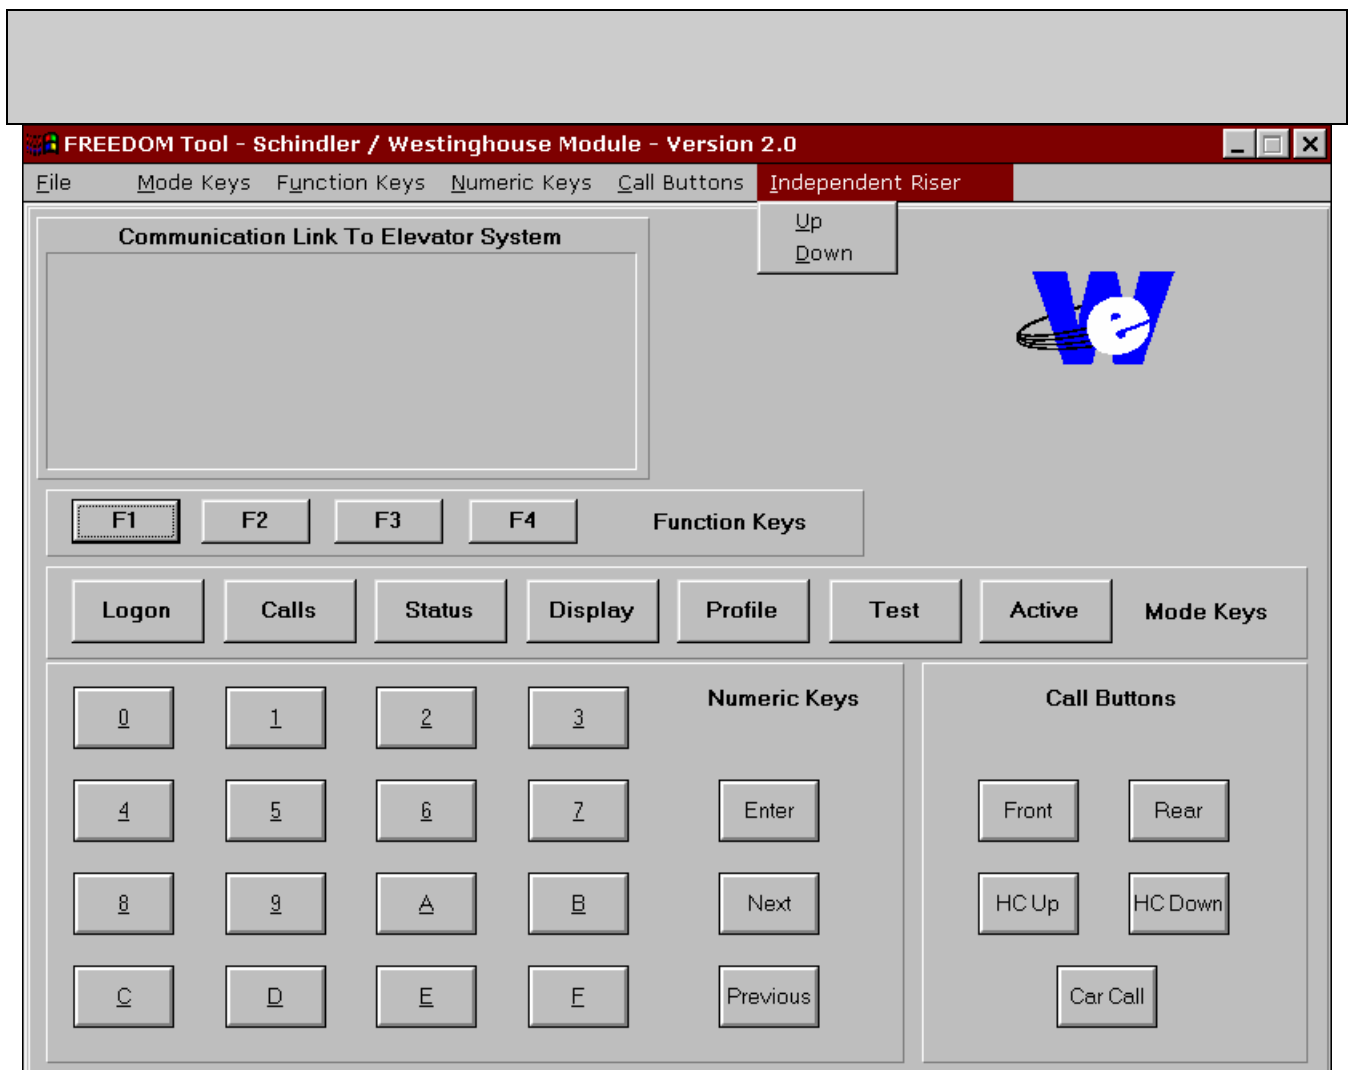 FREEDOM Tool - Schindler / Westinghouse Module - Version 2.0
File Mode Keys Function Keys Numeric Keys Call Buttons Independent Riser
Up
Down
Communication Link To Elevator System
We
F1 F2 F3 F4 Function Keys
Logon Calls Status Display Profile Test Active Mode Keys
Numeric Keys Call Buttons
0 1 2 3
4 5 6 7 Enter Front Rear
8 9 A B Next HC Up HC Down
C D E F Previous Car Call